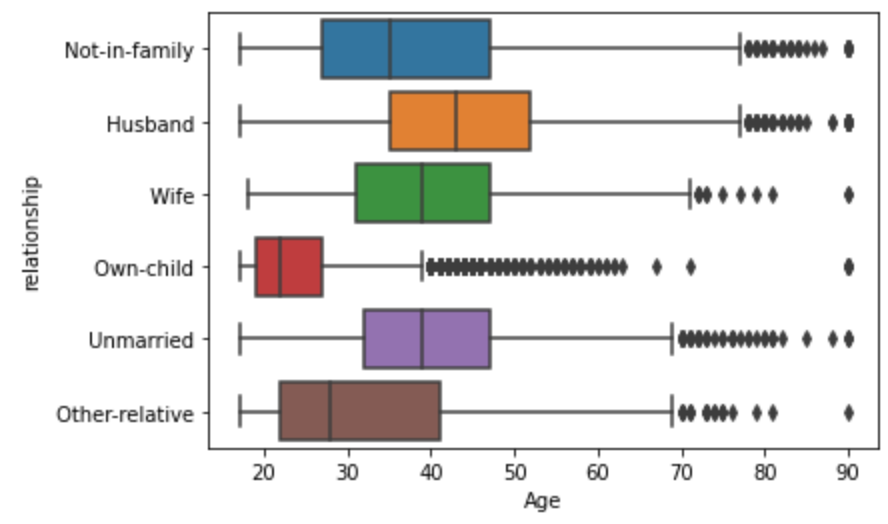 relationship
Not-in-family
Husband
Wife
Own-child
Unmarried
Other-relative
20 30 40 50 60 70 80 90
Age